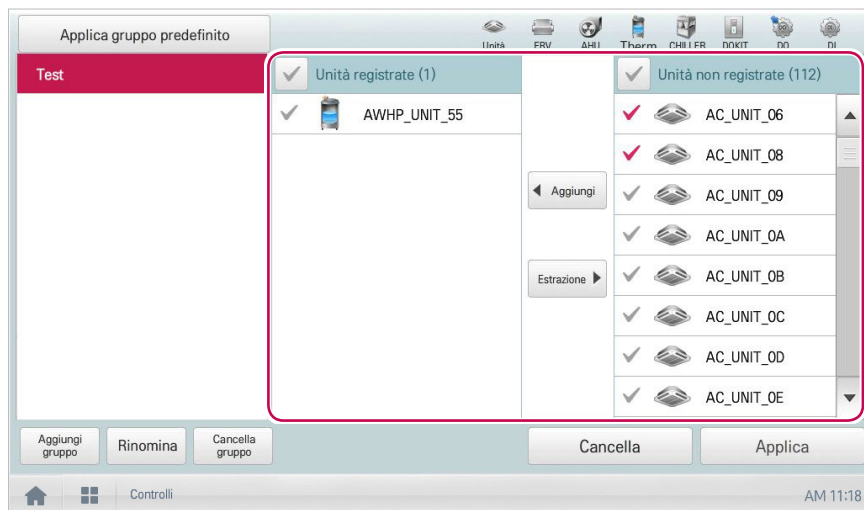 Applica gruppo predefinito
Unità ERV AHU Therm CHILLER DOKIT DO DI
Test
Unità registrate (1)
Unità non registrate (112)
AWHP_UNIT_55
AC_UNIT_06
AC_UNIT_08
Aggiungi
AC_UNIT_09
AC_UNIT_0A
Estrazione
AC_UNIT_0B
AC_UNIT_0C
AC_UNIT_0D
AC_UNIT_0E
Aggiungi
gruppo
Rinomina
Cancella
gruppo
Cancella
Applica
Controlli
AM 11:18